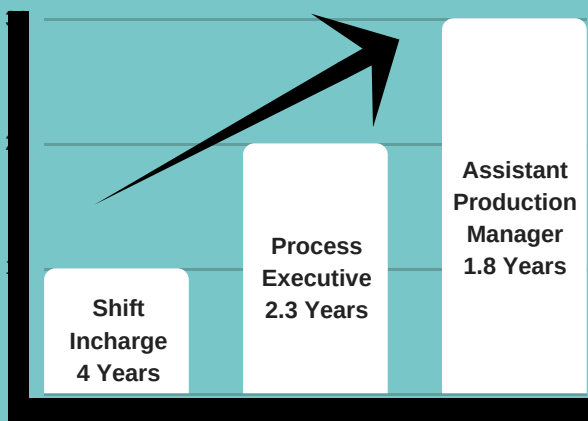 Shift
Incharge
4 Years
Process
Executive
2.3 Years
Assistant
Production
Manager
1.8 Years